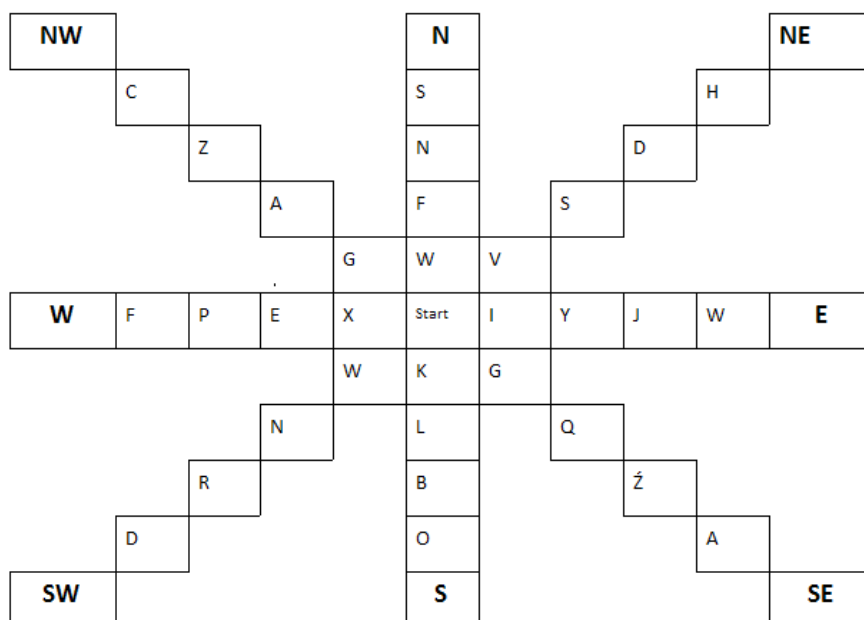 NW N NE
C S H
Z N D
A F S
G W V
W F P E X Start I Y J W E
W K G
N L Q
R B Ź
D O A
SW S SE